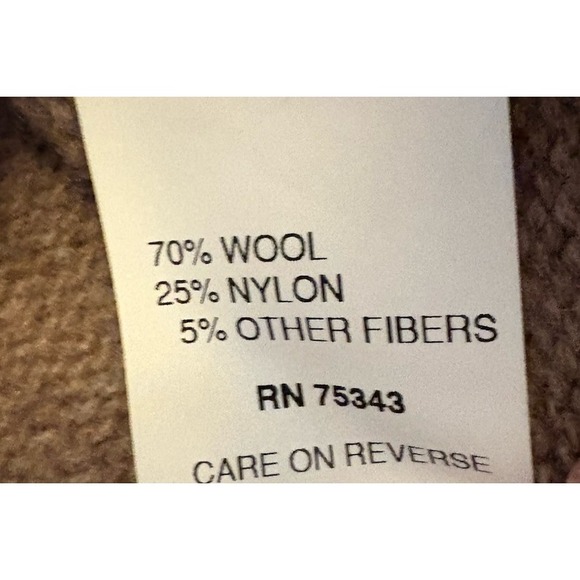 70% WOOL
25% NYLON
5% OTHER FIBERS
RN 75343
CARE ON REVERSE